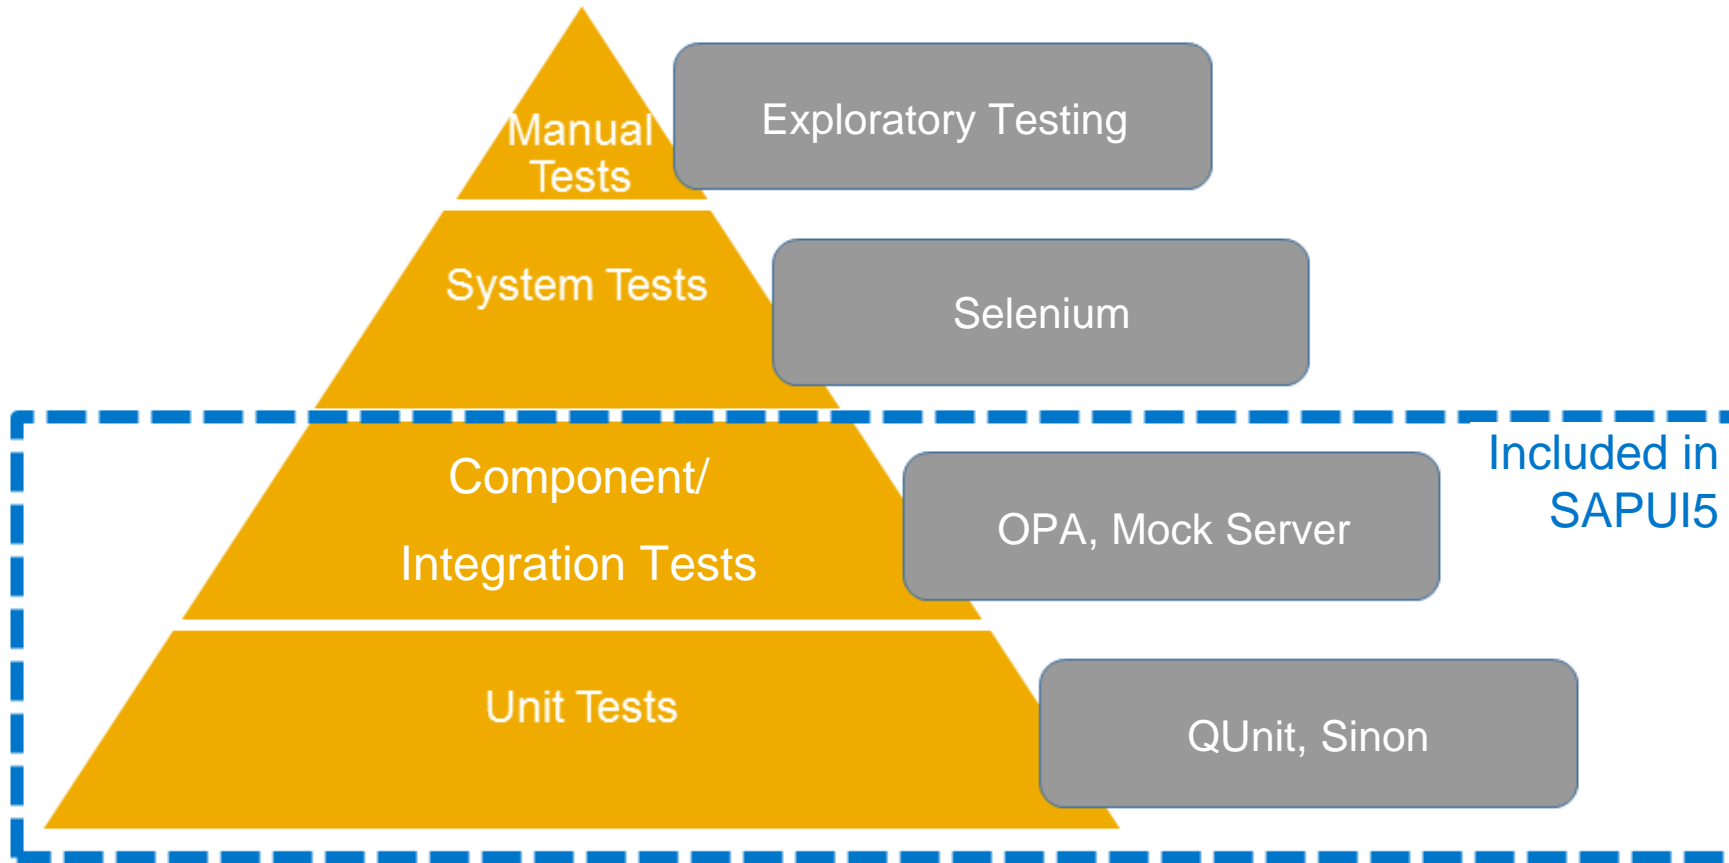 Manual
Tests
Exploratory Testing
System Tests
Selenium
Component/
Integration Tests
OPA, Mock Server
Included in
SAPUI5
Unit Tests
QUnit, Sinon